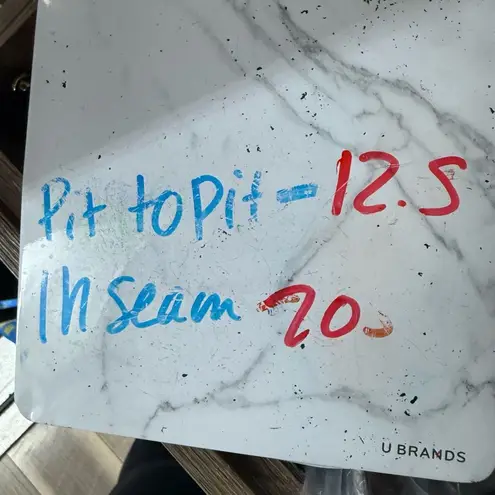 Pit to Pit - 12.5
Inseam 20
U BRANDS